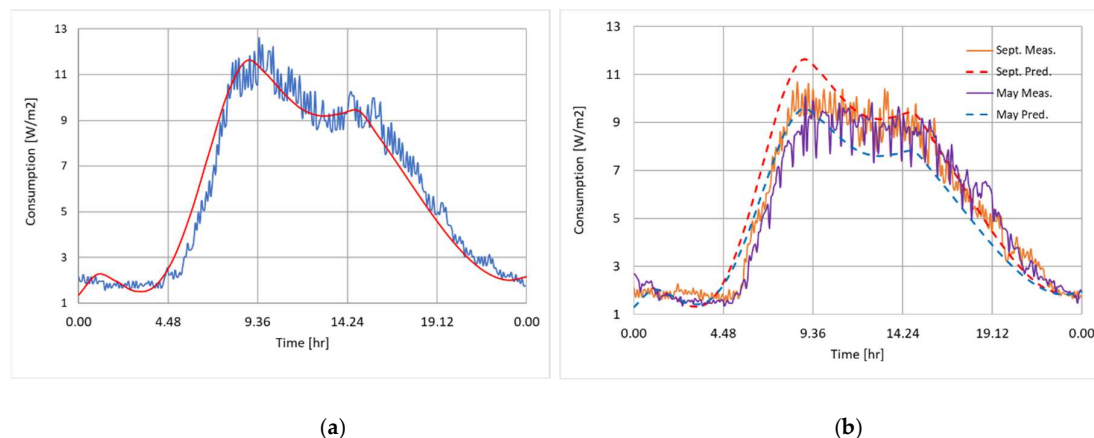 13
11
9
7
5
3
1
Consumption [W/m2]
0.00 4.48 9.36 14.24 19.12 0.00
Time [hr]
(a)
13
11
9
7
5
3
1
Consumption [W/m2]
Sept. Meas.
Sept. Pred.
May Meas.
May Pred.
0.00 4.48 9.36 14.24 19.12 0.00
Time [hr]
(b)